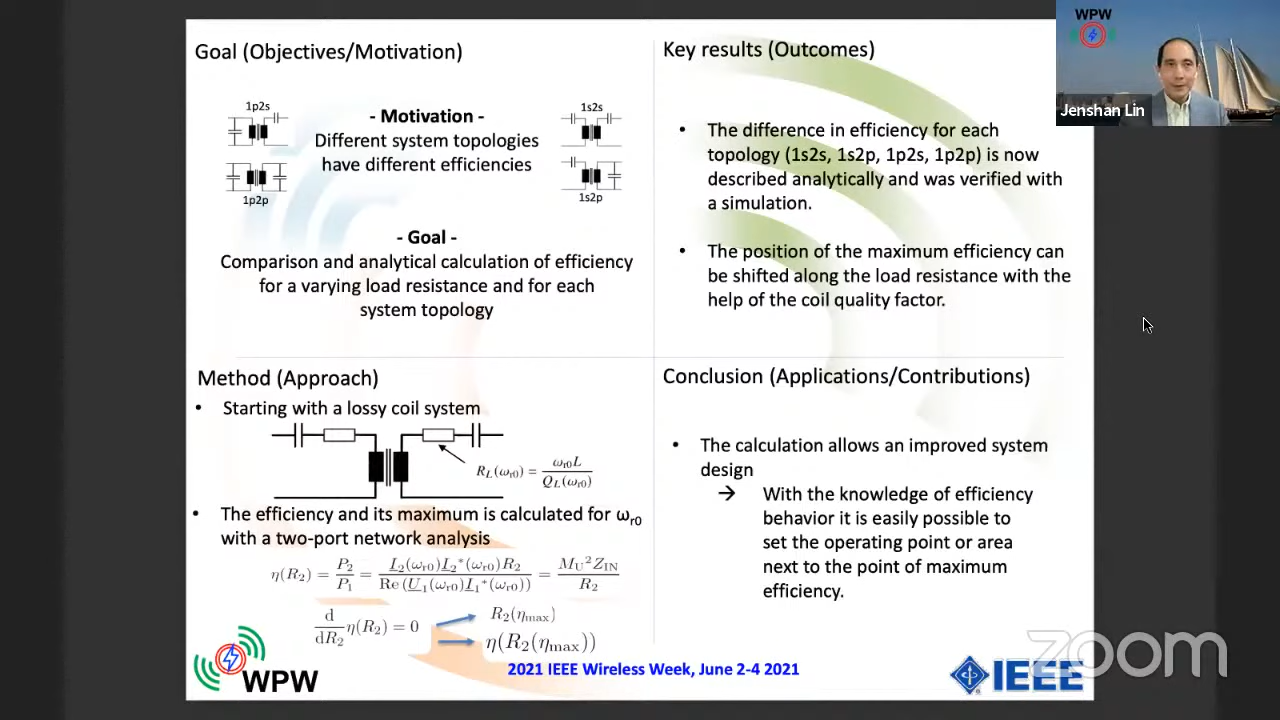 Goal (Objectives/Motivation)
1p2s
1p2p
- Motivation -
Different system topologies
have different efficiencies
1s2s
1s2p
- Goal -
Comparison and analytical calculation of efficiency
for a varying load resistance and for each
system topology
Key results (Outcomes)
• The difference in efficiency for each
topology (1s2s, 1s2p, 1p2s, 1p2p) is now
described analytically and was verified with
a simulation.
• The position of the maximum efficiency can
be shifted along the load resistance with the
help of the coil quality factor.
WPW
Jenshan Lin
Method (Approach)
• Starting with a lossy coil system
R_L(ω_r0) = ω_r0L / Q_L(ω_r0)
• The efficiency and its maximum is calculated for ω_r0
with a two-port network analysis
η(R_2) = P_2/P_1 = I_2(ω_r0)I_2*(ω_r0)R_2 / Re(U_1(ω_r0)I_1*(ω_r0)) = M_U²Z_IN / R_2
d/dR_2 η(R_2) = 0
R_2(η_max)
η(R_2(η_max))
Conclusion (Applications/Contributions)
• The calculation allows an improved system
design
→ With the knowledge of efficiency
behavior it is easily possible to
set the operating point or area
next to the point of maximum
efficiency.
WPW
2021 IEEE Wireless Week, June 2-4 2021
IEEE
zoom